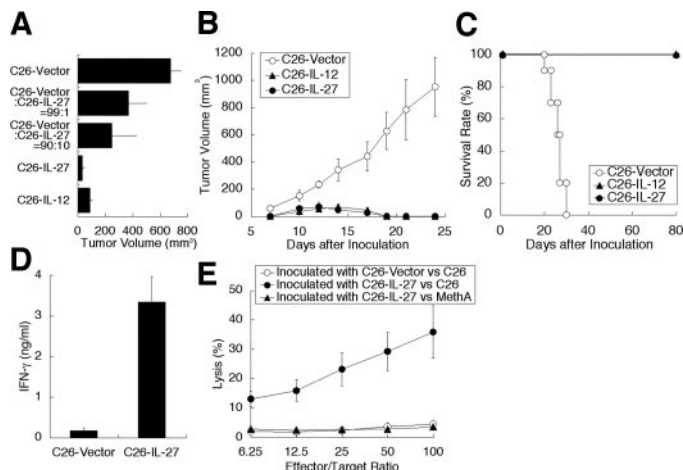 A
C26-Vector
C26-Vector
:C26-IL-27
=99:1
C26-Vector
:C26-IL-27
=90:10
C26-IL-27
C26-IL-12
0 200 400 600 800
Tumor Volume (mm³)
B
C26-Vector
C26-IL-12
C26-IL-27
Tumor Volume (mm³)
1200
1000
800
600
400
200
0
5 10 15 20 25
Days after Inoculation
C
Survival Rate (%)
100
80
60
40
20
0
C26-Vector
C26-IL-12
C26-IL-27
0 20 40 60 80
Days after Inoculation
D
IFN-γ (ng/ml)
4
3
2
1
0
C26-Vector C26-IL-27
E
Inoculated with C26-Vector vs C26
Inoculated with C26-IL-27 vs C26
Inoculated with C26-IL-27 vs MethA
Lysis (%)
60
50
40
30
20
10
0
6.25 12.5 25 50 100
Effector/Target Ratio